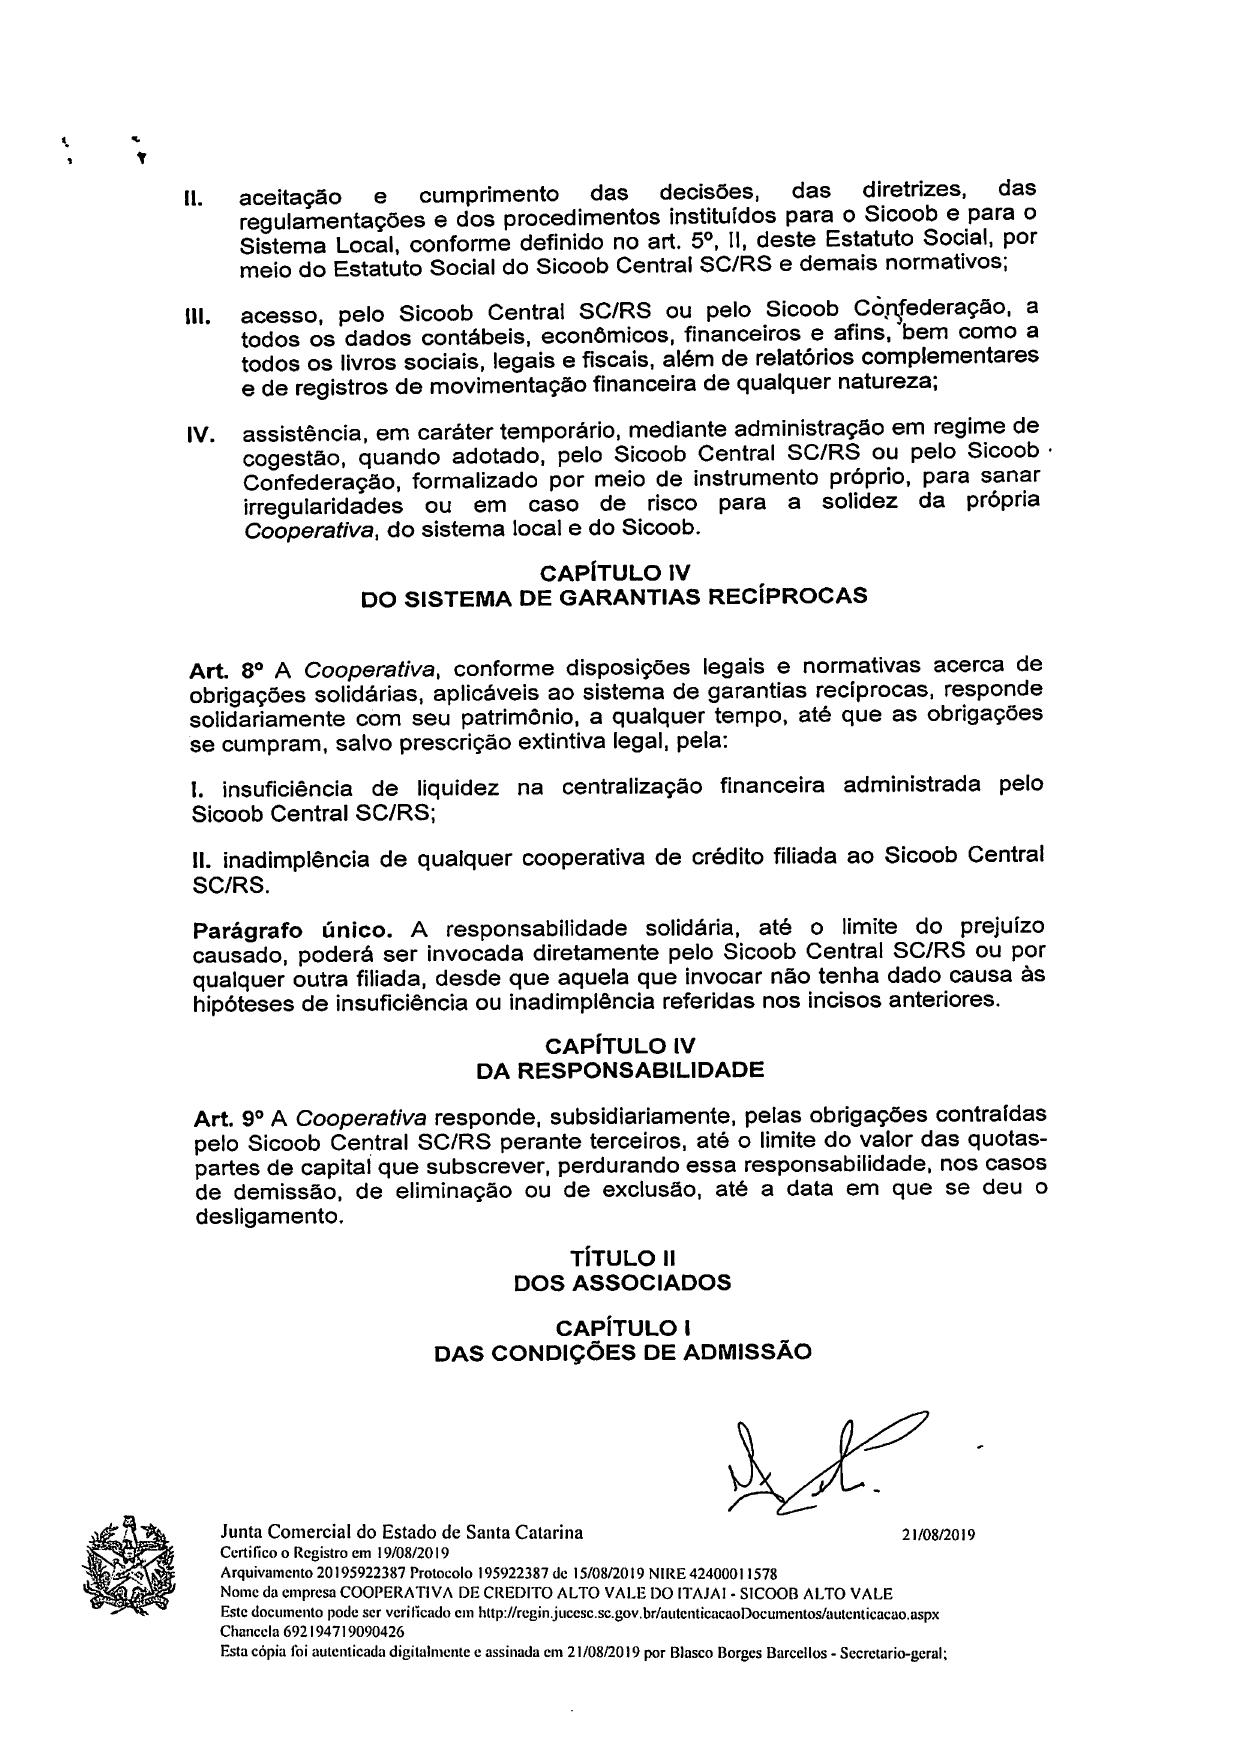 II. aceitação e cumprimento das decisões, das diretrizes, das
regulamentações e dos procedimentos instituídos para o Sicoob e para o
Sistema Local, conforme definido no art. 5º, II, deste Estatuto Social, por
meio do Estatuto Social do Sicoob Central SC/RS e demais normativos;
III. acesso, pelo Sicoob Central SC/RS ou pelo Sicoob Confederação, a
todos os dados contábeis, econômicos, financeiros e afins, bem como a
todos os livros sociais, legais e fiscais, além de relatórios complementares
e de registros de movimentação financeira de qualquer natureza;
IV. assistência, em caráter temporário, mediante administração em regime de
cogestão, quando adotado, pelo Sicoob Central SC/RS ou pelo Sicoob
Confederação, formalizado por meio de instrumento próprio, para sanar
irregularidades ou em caso de risco para a solidez da própria
Cooperativa, do sistema local e do Sicoob.
CAPÍTULO IV
DO SISTEMA DE GARANTIAS RECÍPROCAS
Art. 8º A Cooperativa, conforme disposições legais e normativas acerca de
obrigações solidárias, aplicáveis ao sistema de garantias recíprocas, responde
solidariamente com seu patrimônio, a qualquer tempo, até que as obrigações
se cumpram, salvo prescrição extintiva legal, pela:
I. insuficiência de liquidez na centralização financeira administrada pelo
Sicoob Central SC/RS;
II. inadimplência de qualquer cooperativa de crédito filiada ao Sicoob Central
SC/RS.
Parágrafo único. A responsabilidade solidária, até o limite do prejuízo
causado, poderá ser invocada diretamente pelo Sicoob Central SC/RS ou por
qualquer outra filiada, desde que aquela que invocar não tenha dado causa às
hipóteses de insuficiência ou inadimplência referidas nos incisos anteriores.
CAPÍTULO IV
DA RESPONSABILIDADE
Art. 9º A Cooperativa responde, subsidiariamente, pelas obrigações contraídas
pelo Sicoob Central SC/RS perante terceiros, até o limite do valor das quotas-
partes de capital que subscrever, perdurando essa responsabilidade, nos casos
de demissão, de eliminação ou de exclusão, até a data em que se deu o
desligamento.
TÍTULO II
DOS ASSOCIADOS
CAPÍTULO I
DAS CONDIÇÕES DE ADMISSÃO
Junta Comercial do Estado de Santa Catarina 21/08/2019
Certifico o Registro em 19/08/2019
Arquivamento 20195922387 Protocolo 195922387 de 15/08/2019 NIRE 42400011578
Nome da empresa COOPERATIVA DE CREDITO ALTO VALE DO ITAJAI - SICOOB ALTO VALE
Este documento pode ser verificado em http://regin.jucesc.sc.gov.br/autenticacaoDocumentos/autenticacao.aspx
Chancela 692194719090426
Esta cópia foi autenticada digitalmente e assinada em 21/08/2019 por Blasco Borges Barcellos - Secretario-geral;